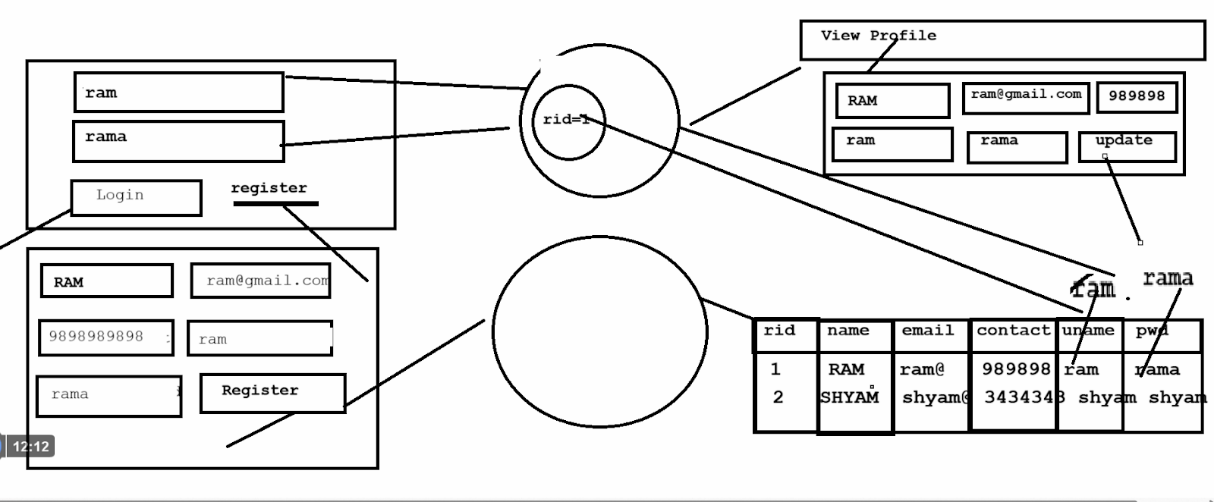 View Profile
ram
rama
Login
register
rid=1
RAM
ram@gmail.com
989898
ram
rama
update
RAM
ram@gmail.com
9898989898
ram
rama
Register
ram .
rama
rid name email contact uname pwd
1 RAM ram@ 989898 ram rama
2 SHYAM shyam@ 3434343 shyam shyam
12:12